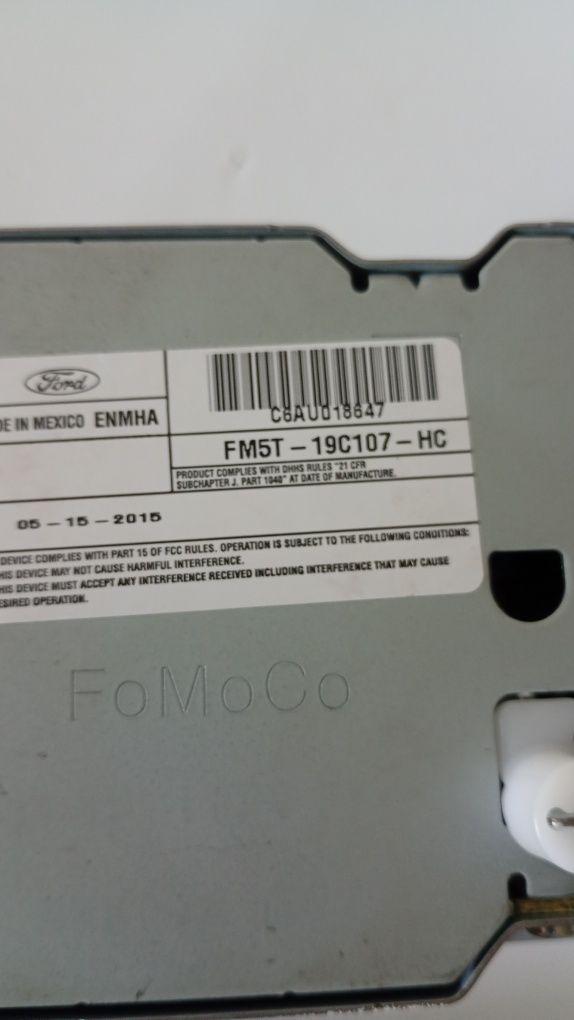 Ford
DE IN MEXICO ENMHA
C6AU018647
FM5T-19C107-HC
PRODUCT COMPLIES WITH DHHS RULES "21 CFR
SUBCHAPTER J, PART 1040" AT DATE OF MANUFACTURE.
05-15-2015
DEVICE COMPLIES WITH PART 15 OF FCC RULES. OPERATION IS SUBJECT TO THE FOLLOWING CONDITIONS:
HIS DEVICE MAY NOT CAUSE HARMFUL INTERFERENCE.
HIS DEVICE MUST ACCEPT ANY INTERFERENCE RECEIVED INCLUDING INTERFERENCE THAT MAY CAUSE
ESIRED OPERATION.
FoMoCo